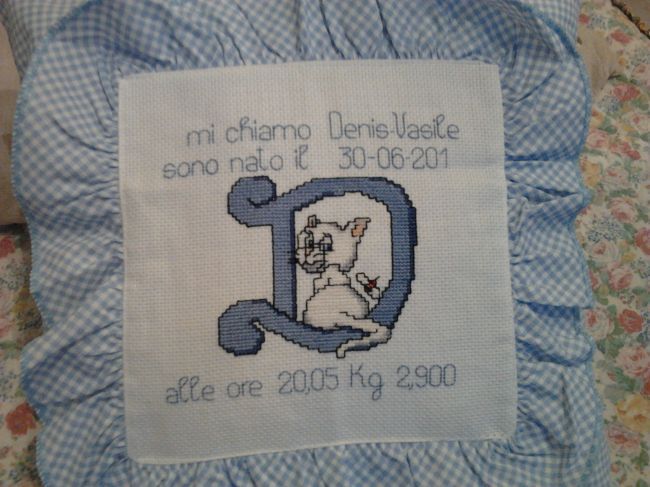 mi chiamo Denis-Vasile
sono nato il 30-06-201
D
alle ore 20,05 Kg 2,900